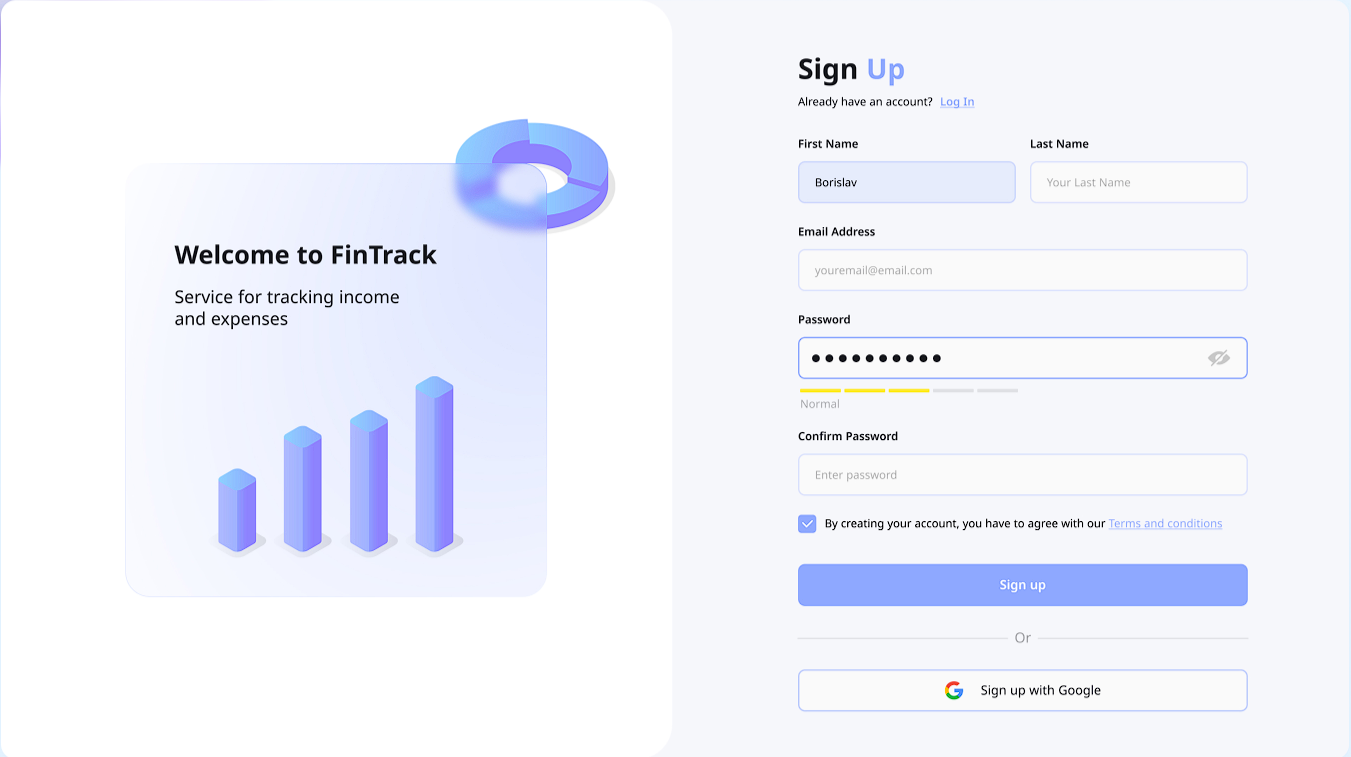 Welcome to FinTrack
Service for tracking income
and expenses
Sign Up
Already have an account? Log In
First Name
Last Name
Borislav
Your Last Name
Email Address
youremail@email.com
Password
●●●●●●●●●●
Normal
Confirm Password
Enter password
By creating your account, you have to agree with our Terms and conditions
Sign up
Or
Sign up with Google